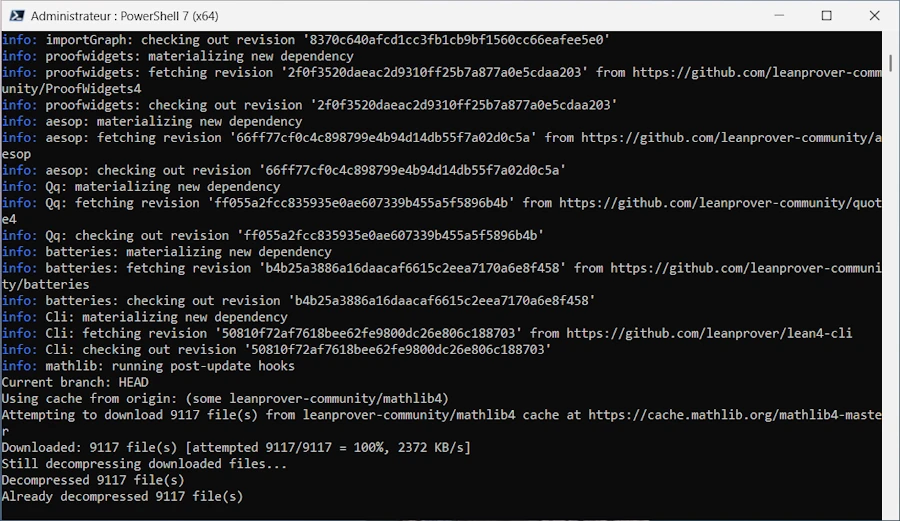 Administrateur : PowerShell 7 (x64)
info: importGraph: checking out revision '8370c640afcd1cc3fb1cb9bf1560cc66eafee5e0'
info: proofwidgets: materializing new dependency
info: proofwidgets: fetching revision '2f0f3520daeac2d9310ff25b7a877a0e5cdaa203' from https://github.com/leanprover-comm
unity/ProofWidgets4
info: proofwidgets: checking out revision '2f0f3520daeac2d9310ff25b7a877a0e5cdaa203'
info: aesop: materializing new dependency
info: aesop: fetching revision '66ff77cf0c4c898799e4b94d14db55f7a02d0c5a' from https://github.com/leanprover-community/a
esop
info: aesop: checking out revision '66ff77cf0c4c898799e4b94d14db55f7a02d0c5a'
info: Qq: materializing new dependency
info: Qq: fetching revision 'ff055a2fcc835935e0ae607339b455a5f5896b4b' from https://github.com/leanprover-community/quot
e4
info: Qq: checking out revision 'ff055a2fcc835935e0ae607339b455a5f5896b4b'
info: batteries: materializing new dependency
info: batteries: fetching revision 'b4b25a3886a16daacaf6615c2eea7170a6e8f458' from https://github.com/leanprover-communi
ty/batteries
info: batteries: checking out revision 'b4b25a3886a16daacaf6615c2eea7170a6e8f458'
info: Cli: materializing new dependency
info: Cli: fetching revision '50810f72af7618bee62fe9800dc26e806c188703' from https://github.com/leanprover/lean4-cli
info: Cli: checking out revision '50810f72af7618bee62fe9800dc26e806c188703'
info: mathlib: running post-update hooks
Current branch: HEAD
Using cache from origin: (some leanprover-community/mathlib4)
Attempting to download 9117 file(s) from leanprover-community/mathlib4 cache at https://cache.mathlib.org/mathlib4-maste
r
Downloaded: 9117 file(s) [attempted 9117/9117 = 100%, 2372 KB/s]
Still decompressing downloaded files...
Decompressed 9117 file(s)
Already decompressed 9117 file(s)